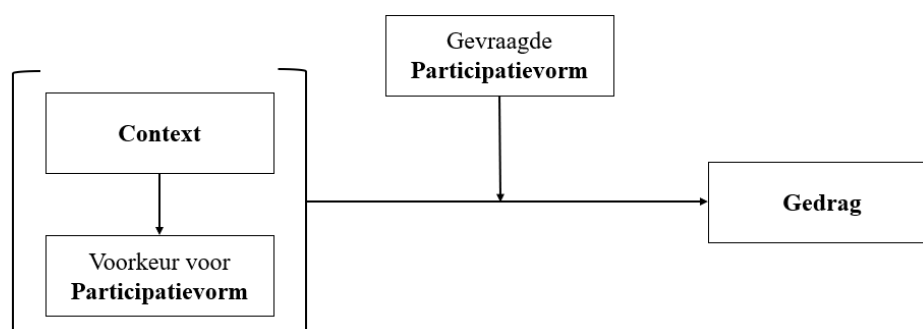 Gevraagde
Participatievorm
Context
Voorkeur voor
Participatievorm
Gedrag